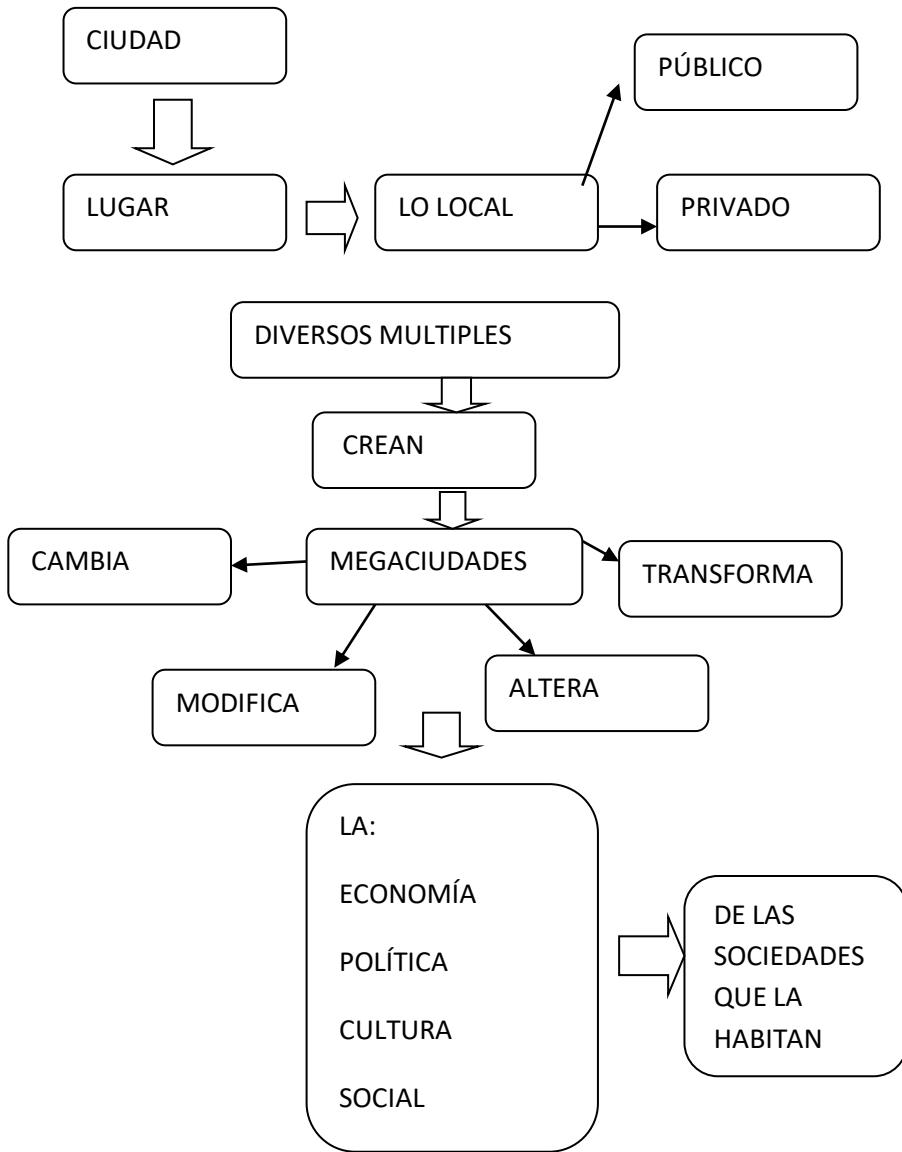 CIUDAD
PÚBLICO
LUGAR
LO LOCAL
PRIVADO
DIVERSOS MULTIPLES
CREAN
CAMBIA
MEGACIUDADES
TRANSFORMA
MODIFICA
ALTERA
LA:
ECONOMÍA
POLÍTICA
CULTURA
SOCIAL
DE LAS
SOCIEDADES
QUE LA
HABITAN